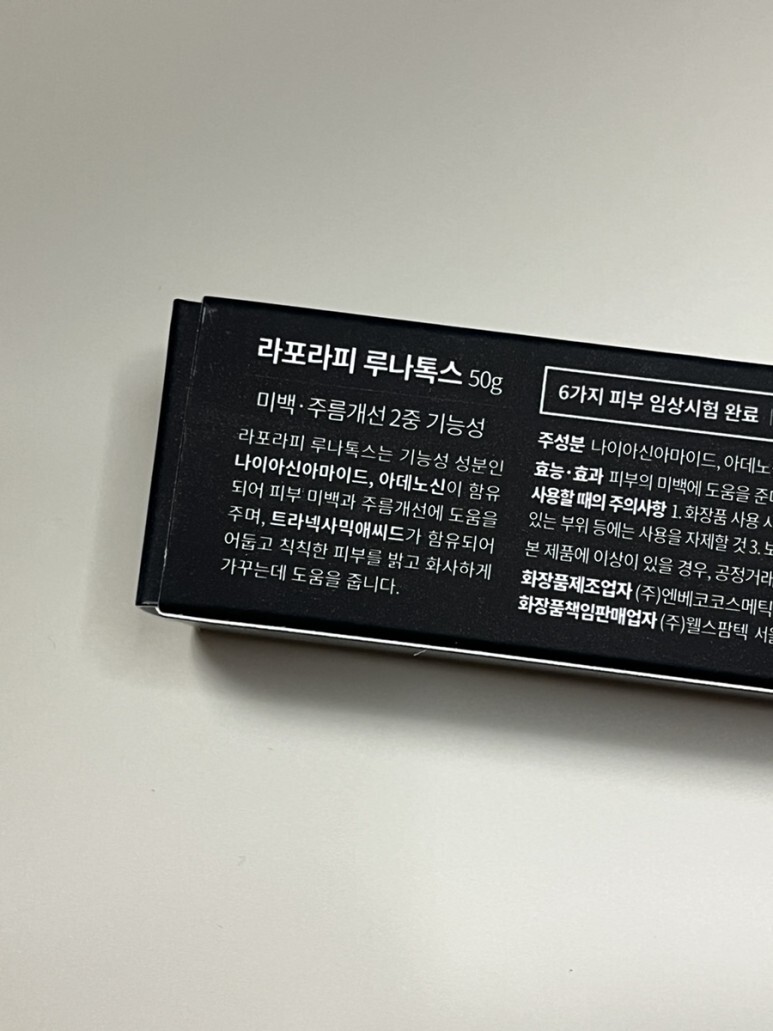 라포라피 루나톡스 50g
미백·주름개선 2중 기능성
라포라피 루나톡스는 기능성 성분인
나이아신아마이드, 아데노신이 함유
되어 피부 미백과 주름개선에 도움을
주며, 트라넥사믹애씨드가 함유되어
어둡고 칙칙한 피부를 밝고 화사하게
가꾸는데 도움을 줍니다.
6가지 피부 임상시험 완료
주성분 나이아신아마이드, 아데노
효능·효과 피부의 미백에 도움을 준
사용할 때의 주의사항 1. 화장품 사용
있는 부위 등에는 사용을 자제할 것 3.
본 제품에 이상이 있을 경우, 공정거래
화장품제조업자 (주)엔베코코스메틱
화장품책임판매업자 (주)웰스팜텍 서울